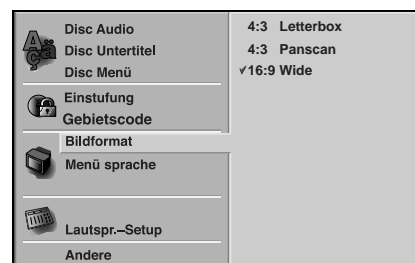 Disc Audio
Disc Untertitel
Disc Menü
Einstufung
Gebietscode
Bildformat
Menü sprache
Lautspr.–Setup
Andere
4:3 Letterbox
4:3 Panscan
✓16:9 Wide